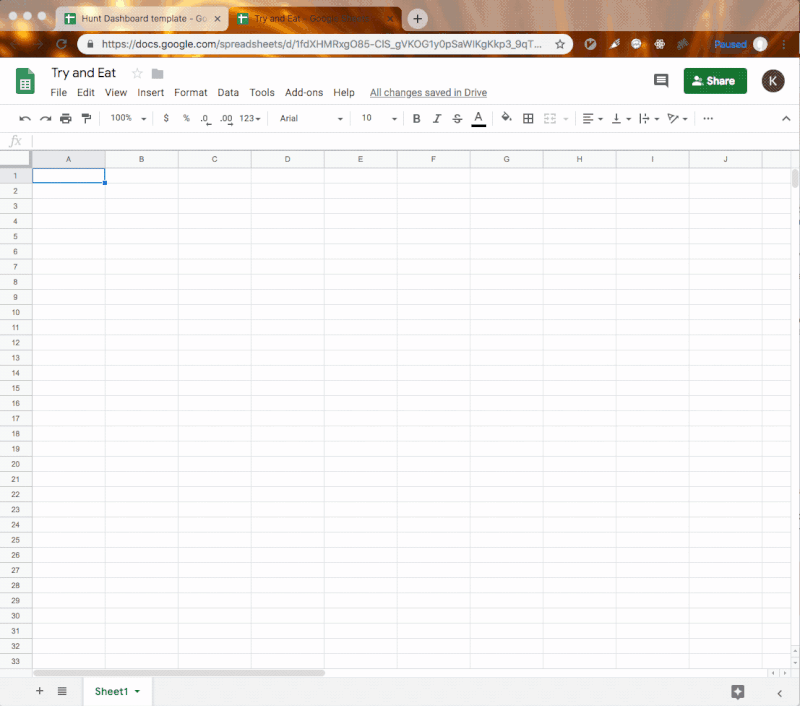 Hunt Dashboard template - Go
Try and Eat - Google Sheets
https://docs.google.com/spreadsheets/d/1fdXHMRxgO85-CIS_gVKOG1y0pSaWIKgKkp3_9qT...
Paused
Try and Eat
Share
K
File Edit View Insert Format Data Tools Add-ons Help All changes saved in Drive
100% $ % .0 .00 123 Arial 10 B I S A ...
fx
A B C D E F G H I J
1
2
3
4
5
6
7
8
9
10
11
12
13
14
15
16
17
18
19
20
21
22
23
24
25
26
27
28
29
30
31
32
33
+ Sheet1